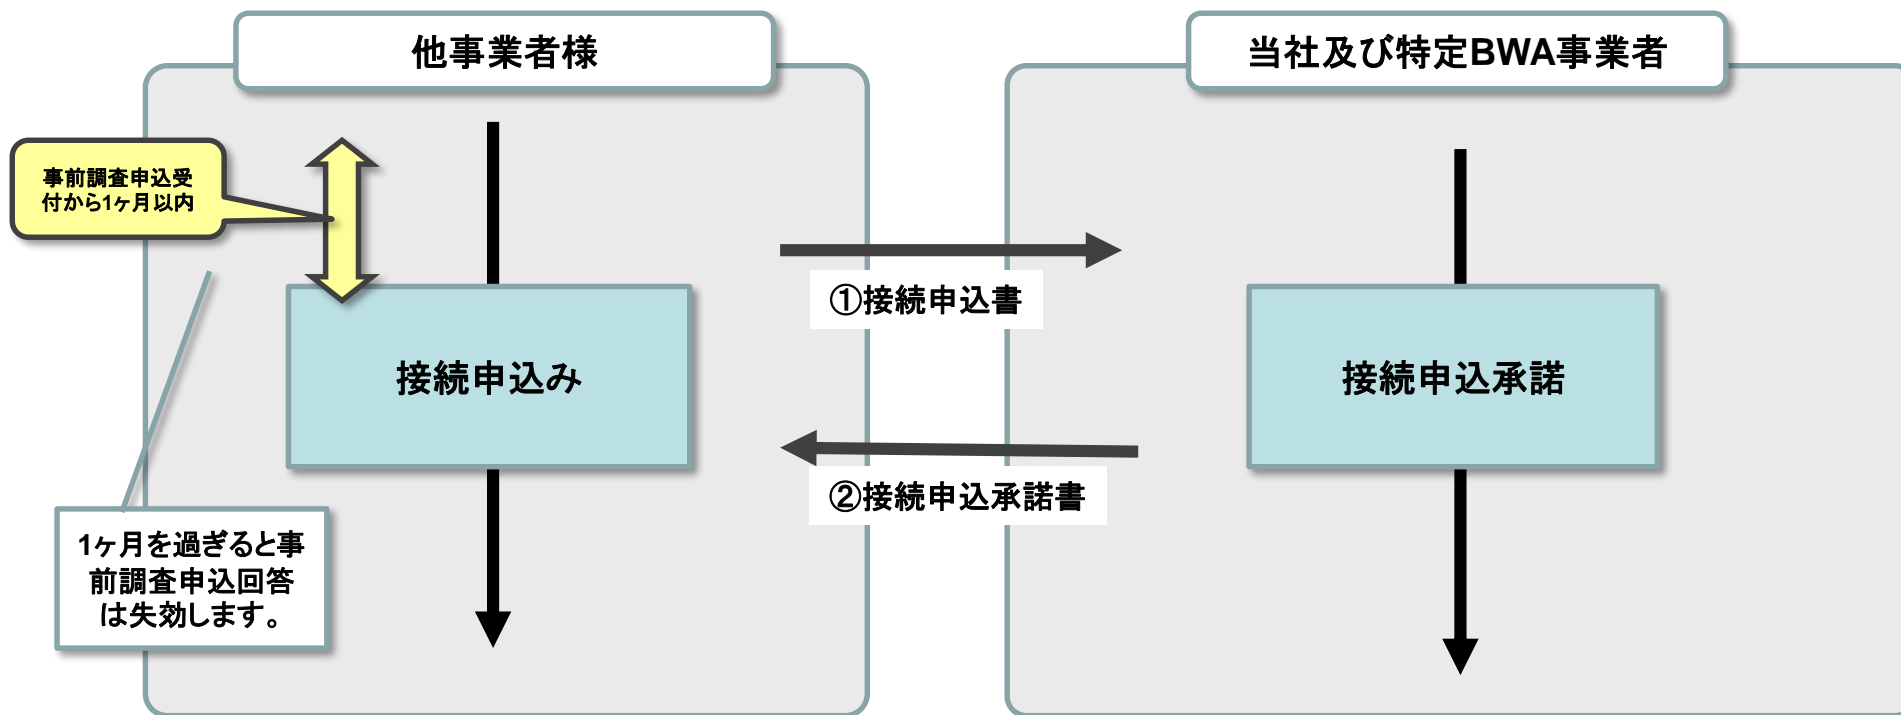 他事業者様
当社及び特定BWA事業者
事前調査申込受
付から1ヶ月以内
①接続申込書
接続申込み
接続申込承諾
②接続申込承諾書
1ヶ月を過ぎると事
前調査申込回答
は失効します。